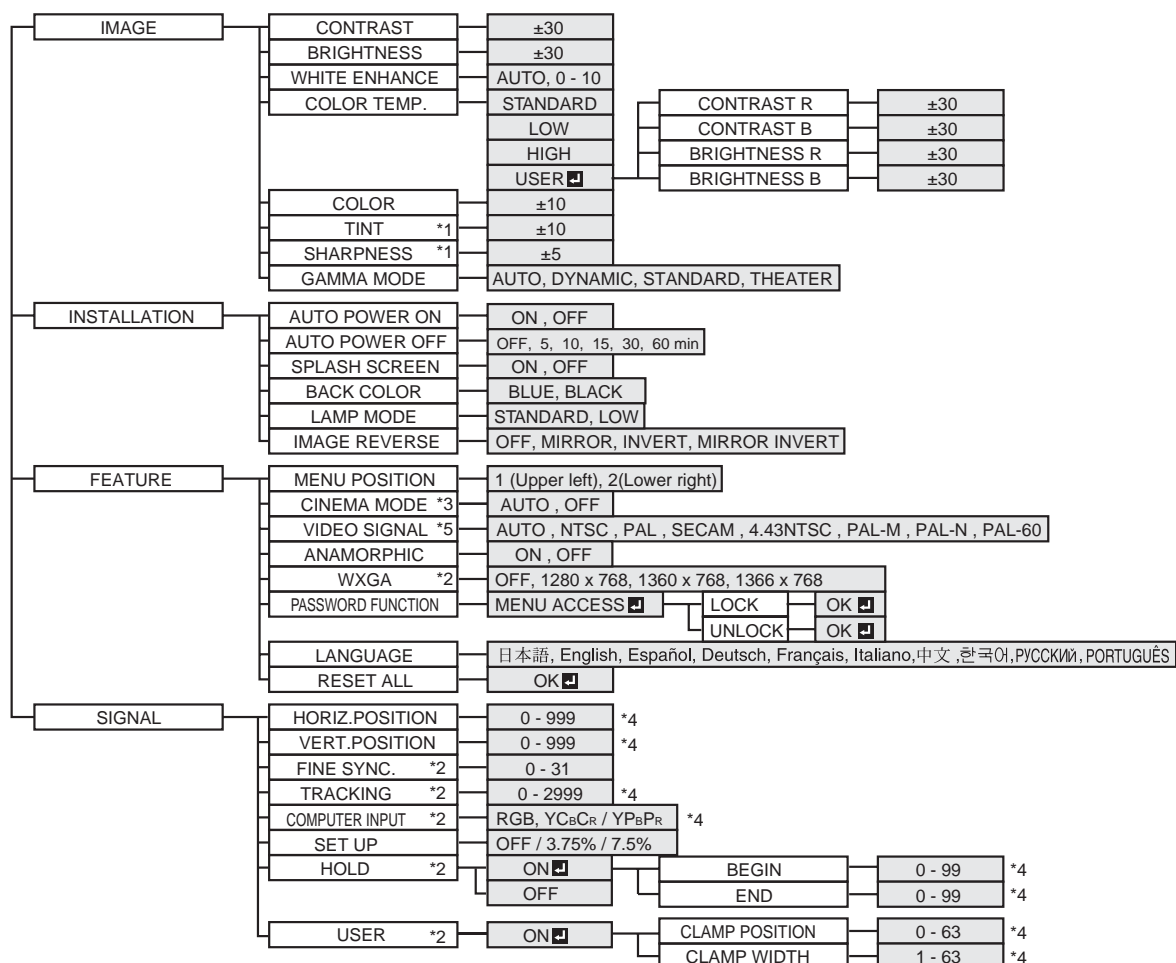 IMAGE CONTRAST ±30
BRIGHTNESS ±30
WHITE ENHANCE AUTO, 0 - 10
COLOR TEMP. STANDARD CONTRAST R ±30
LOW CONTRAST B ±30
HIGH BRIGHTNESS R ±30
USER BRIGHTNESS B ±30
COLOR ±10
TINT *1 ±10
SHARPNESS *1 ±5
GAMMA MODE AUTO, DYNAMIC, STANDARD, THEATER
INSTALLATION AUTO POWER ON ON , OFF
AUTO POWER OFF OFF, 5, 10, 15, 30, 60 min
SPLASH SCREEN ON , OFF
BACK COLOR BLUE, BLACK
LAMP MODE STANDARD, LOW
IMAGE REVERSE OFF, MIRROR, INVERT, MIRROR INVERT
FEATURE MENU POSITION 1 (Upper left), 2(Lower right)
CINEMA MODE *3 AUTO , OFF
VIDEO SIGNAL *5 AUTO , NTSC , PAL , SECAM , 4.43NTSC , PAL-M , PAL-N , PAL-60
ANAMORPHIC ON , OFF
WXGA *2 OFF, 1280 x 768, 1360 x 768, 1366 x 768
PASSWORD FUNCTION MENU ACCESS LOCK OK
UNLOCK OK
LANGUAGE 日本語, English, Español, Deutsch, Français, Italiano,中文 ,한국어,РУССКИЙ, PORTUGUÊS
RESET ALL OK
SIGNAL HORIZ.POSITION 0 - 999 *4
VERT.POSITION 0 - 999 *4
FINE SYNC. *2 0 - 31
TRACKING *2 0 - 2999 *4
COMPUTER INPUT *2 RGB, YCBCR / YPBPR *4
SET UP OFF / 3.75% / 7.5%
HOLD *2 ON BEGIN 0 - 99 *4
OFF END 0 - 99 *4
USER *2 ON CLAMP POSITION 0 - 63 *4
CLAMP WIDTH 1 - 63 *4